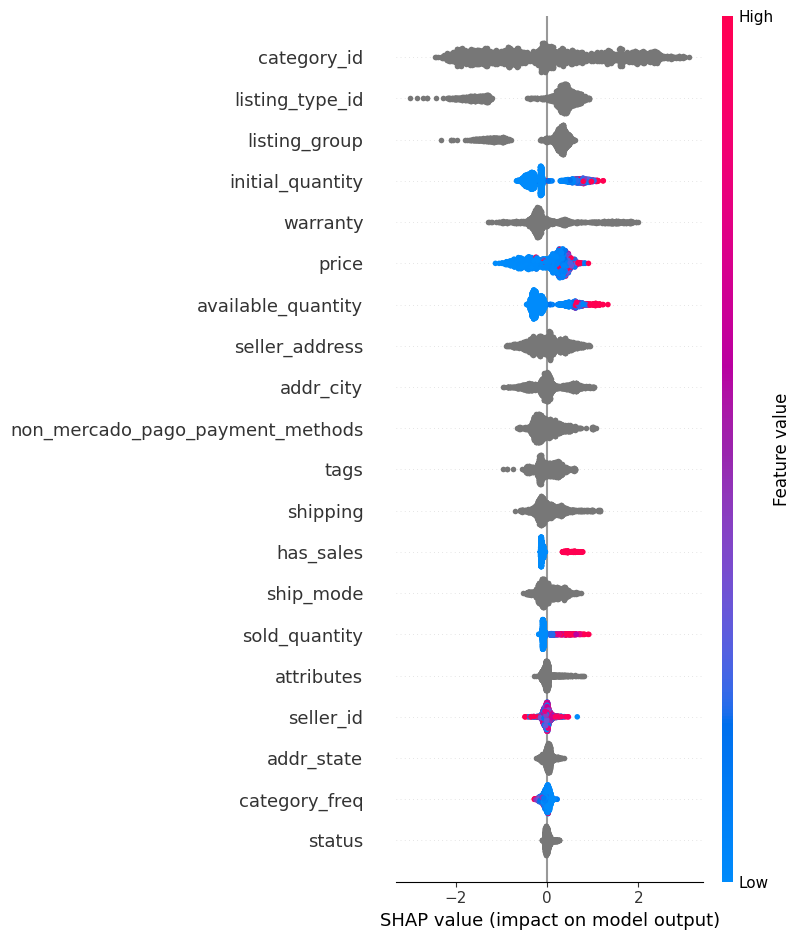 High
category_id
listing_type_id
listing_group
initial_quantity
warranty
price
available_quantity
seller_address
addr_city
non_mercado_pago_payment_methods
tags
shipping
has_sales
ship_mode
sold_quantity
attributes
seller_id
addr_state
category_freq
status
Feature value
Low
−2 0 2
SHAP value (impact on model output)